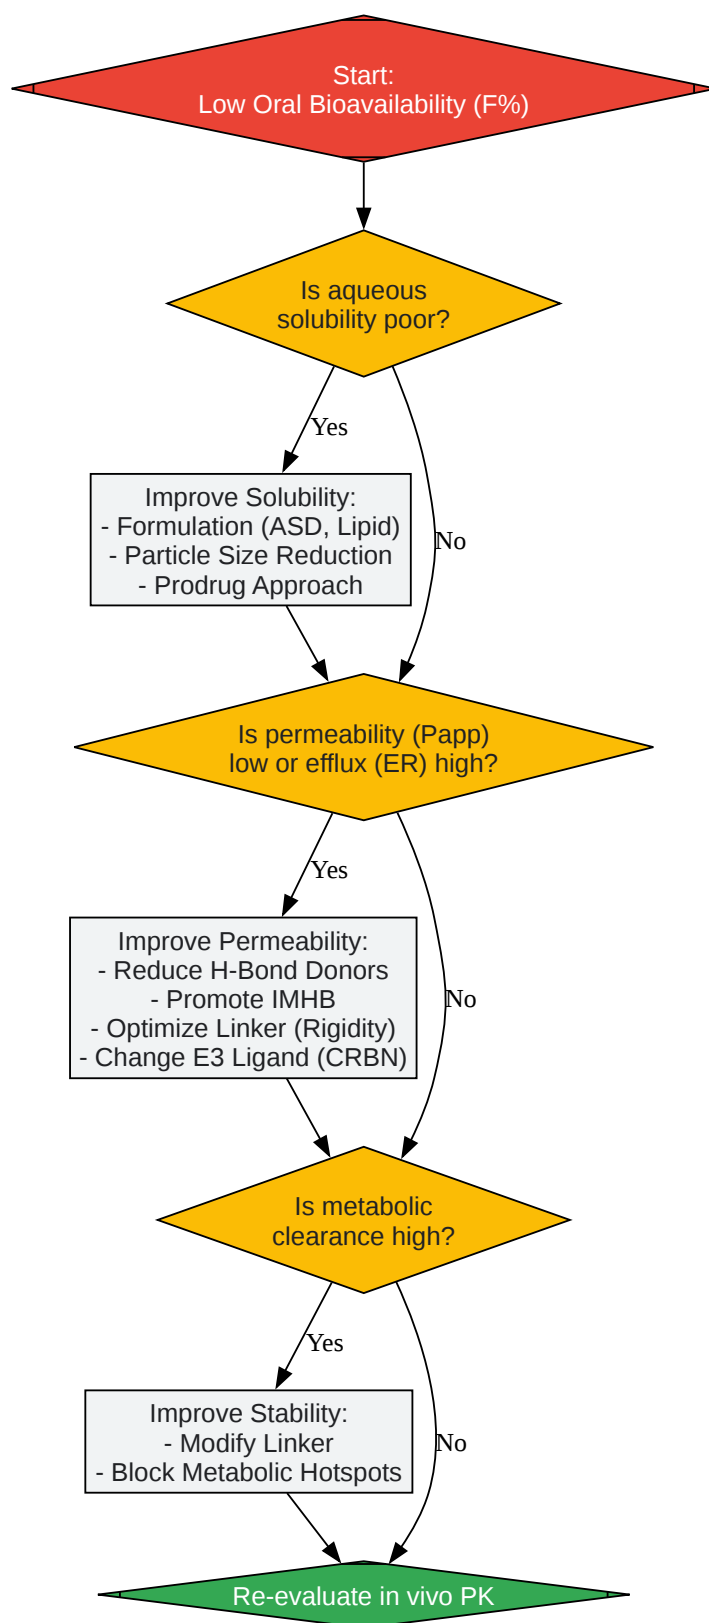 Start:
Low Oral Bioavailability (F%)
Is aqueous
solubility poor?
Yes
Improve Solubility:
- Formulation (ASD, Lipid)
- Particle Size Reduction
- Prodrug Approach
No
Is permeability (Papp)
low or efflux (ER) high?
Yes
Improve Permeability:
- Reduce H-Bond Donors
- Promote IMHB
- Optimize Linker (Rigidity)
- Change E3 Ligand (CRBN)
No
Is metabolic
clearance high?
Yes
Improve Stability:
- Modify Linker
- Block Metabolic Hotspots
No
Re-evaluate in vivo PK